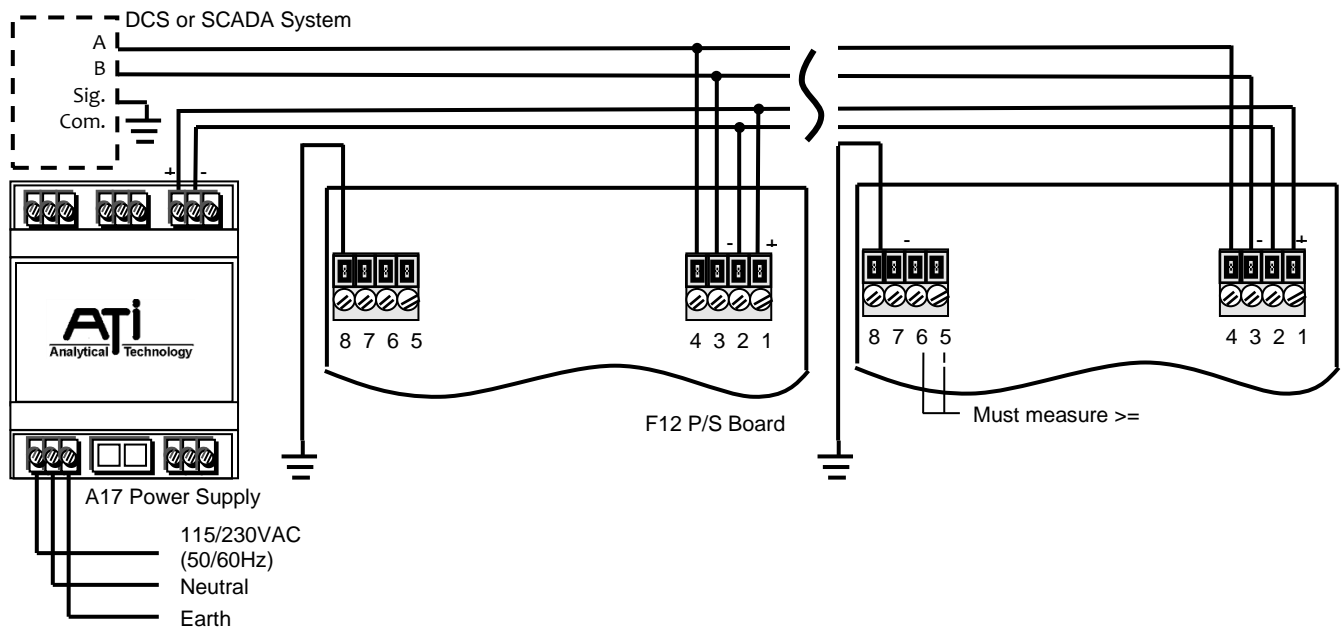 DCS or SCADA System
A
B
Sig.
Com.
+ -
- +
- - +
ATi
Analytical Technology
8 7 6 5
4 3 2 1
8 7 6 5
4 3 2 1
F12 P/S Board
Must measure >=
A17 Power Supply
115/230VAC
(50/60Hz)
Neutral
Earth